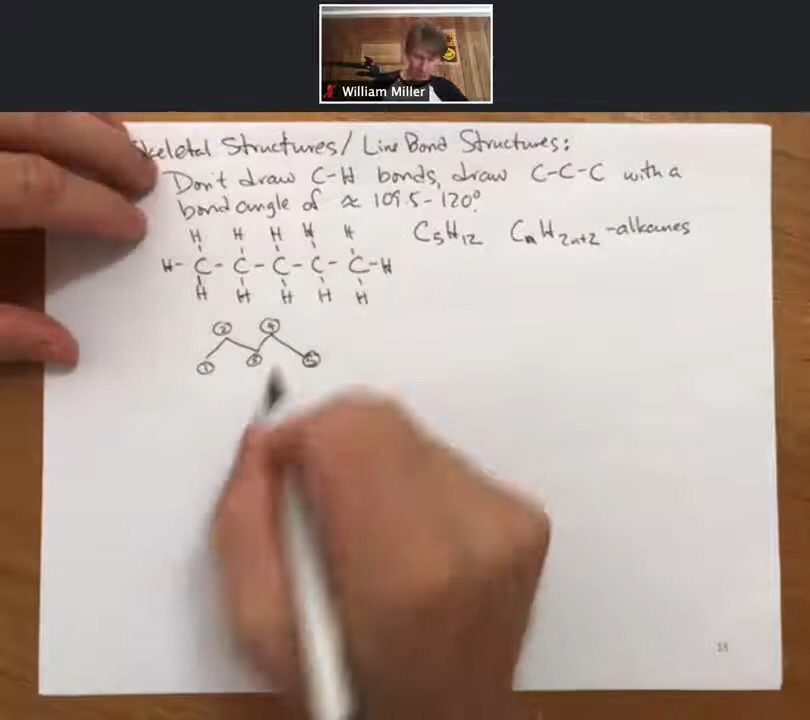 William Miller
Skeletal Structures / Line Bond Structures:
Don't draw C-H bonds, draw C-C-C with a
bond angle of ≈ 109.5-120°.
C₅H₁₂ CₙH₂ₙ₊₂ -alkanes
H H H H H
H-C-C-C-C-C-H
H H H H H
② ④
① ③ ⑤